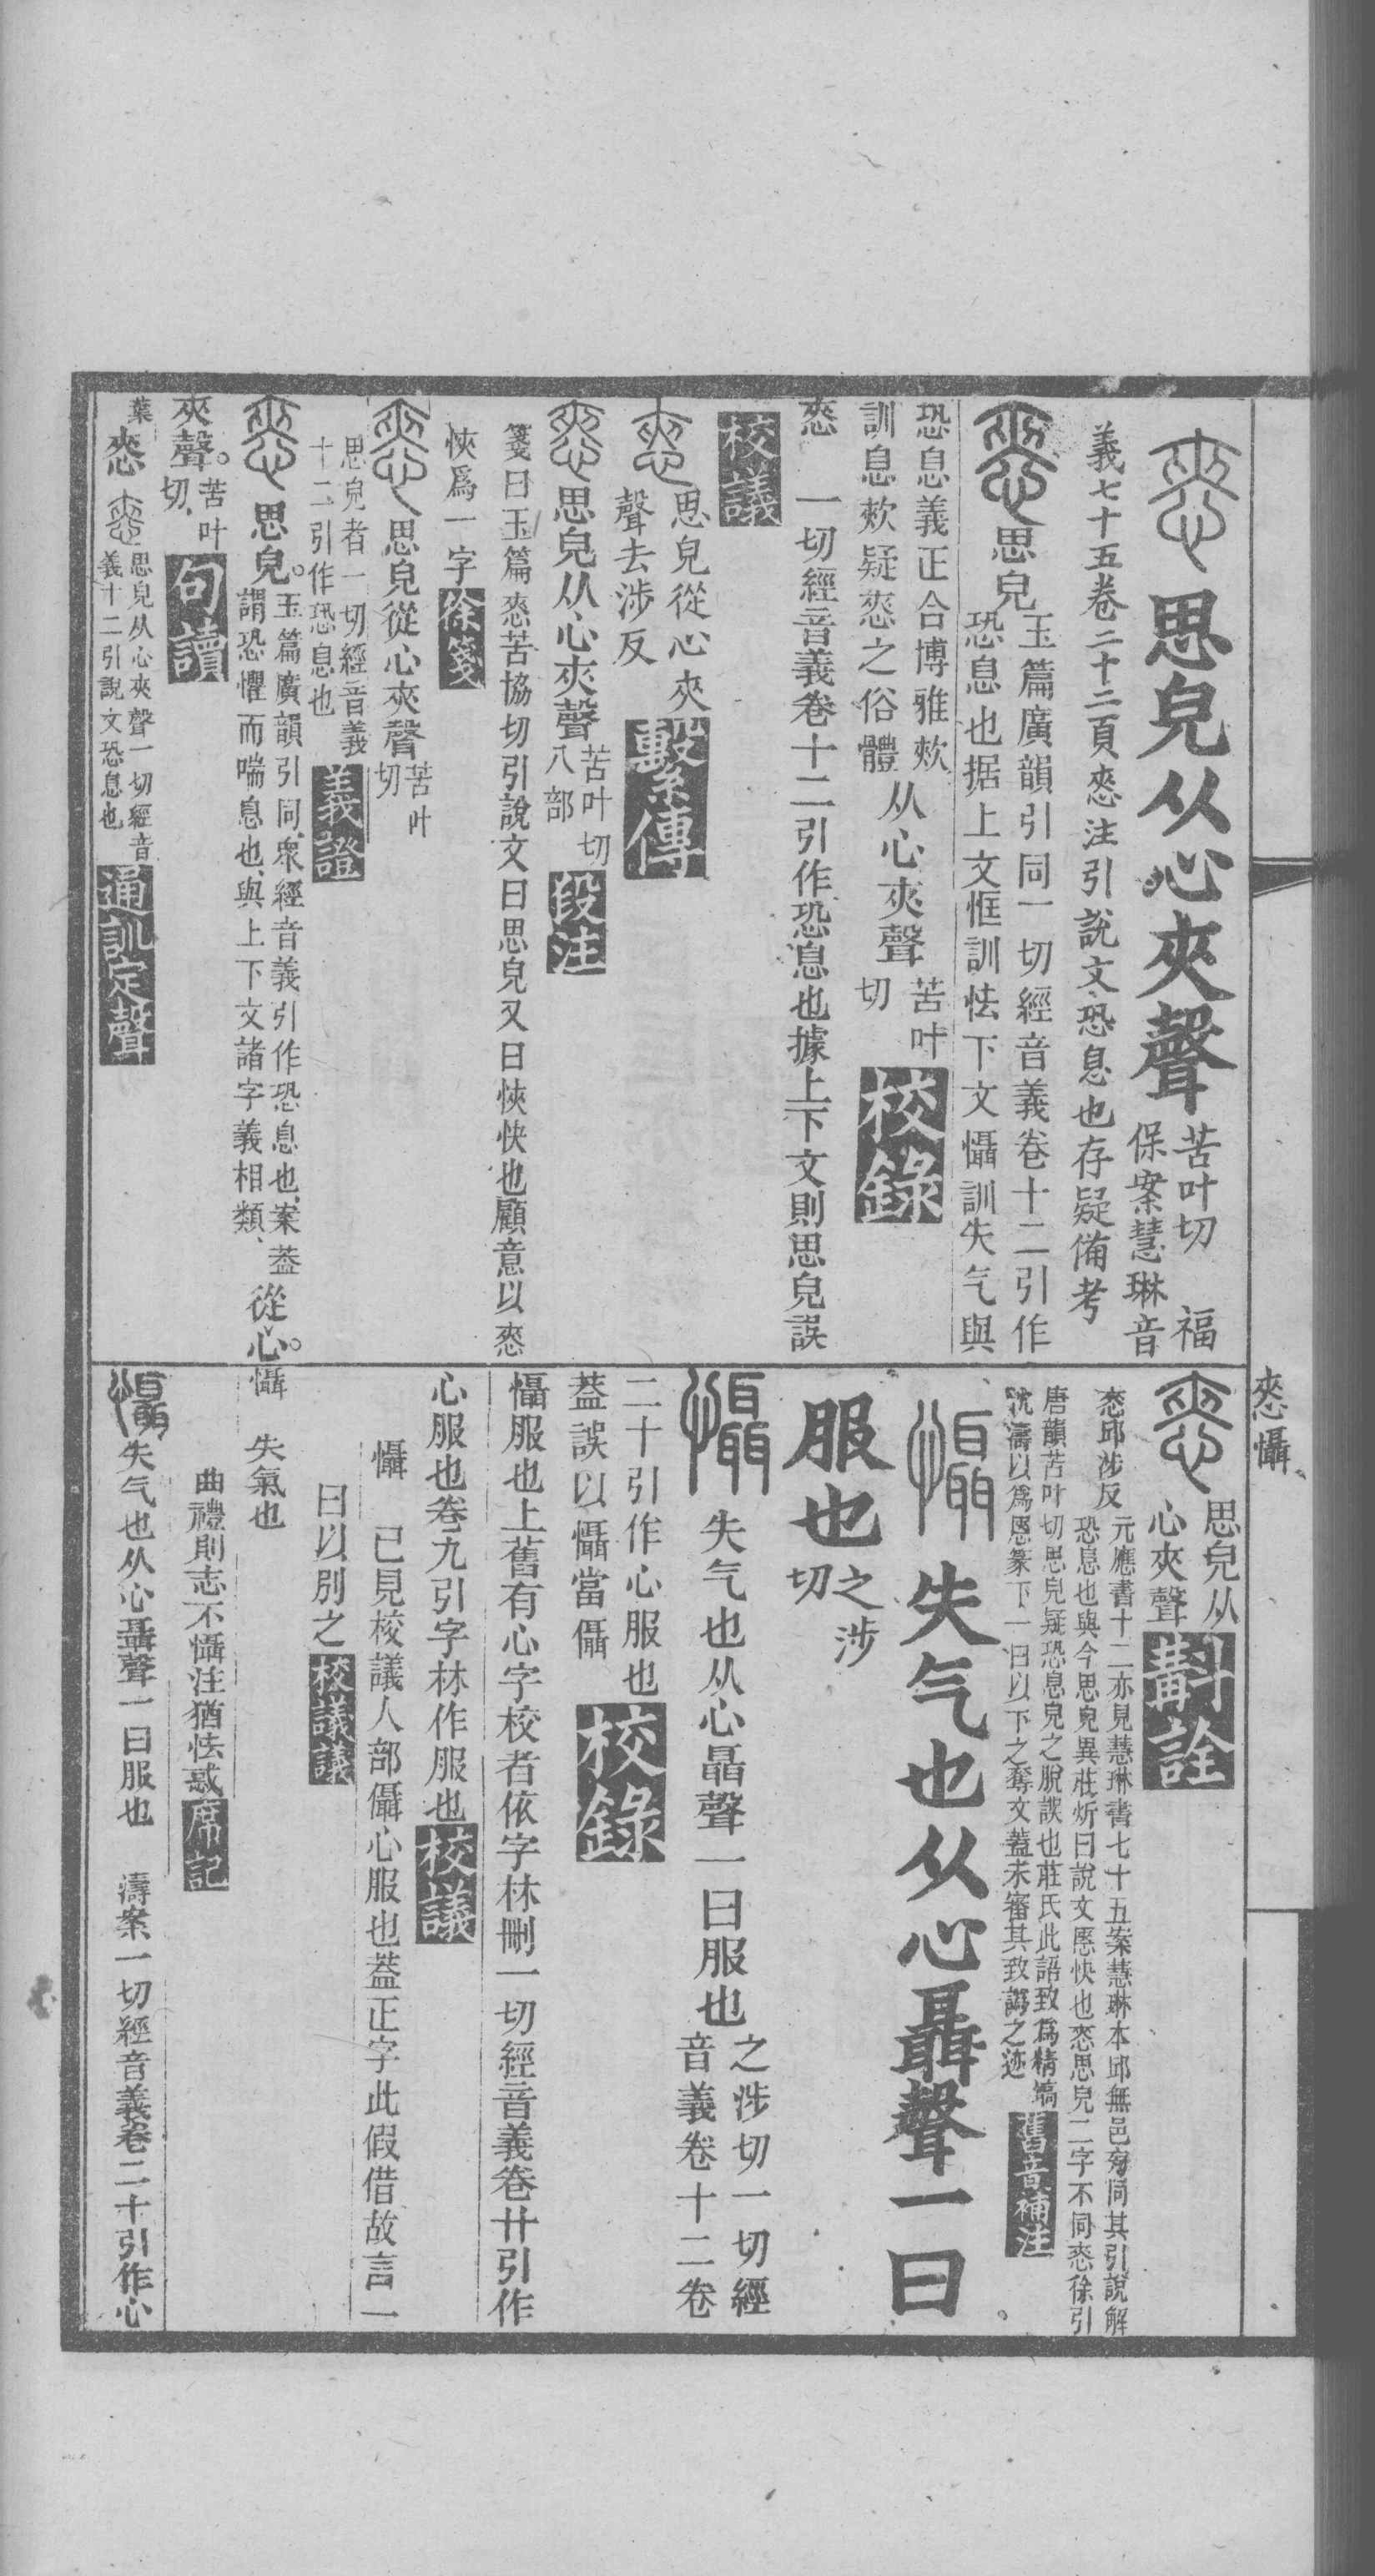 㥦 思皃从心夾聲 苦叶切 福
保案慧琳音
義七十五卷二十二頁㥦注引說文恐息也存疑備考
㥦 思皃 玉篇廣韻引同一切經音義卷十二引作
恐息也据上文恇訓怯下文懾訓失气與
恐息義正合博雅欶
訓息欶疑㥦之俗體 从心夾聲 苦叶
切 校錄
㥦 一切經音義卷十二引作恐息也據上下文則思皃誤
校議
㥦 思皃從心夾
聲去涉反 繫傳
㥦 思皃从心夾聲 苦叶切
八部 段注
箋曰玉篇㥦苦協切引說文曰思皃又曰悏快也顧意以㥦
悏爲一字 徐箋
㥦 思皃從心夾聲 苦叶
切
思皃者一切經音義
十二引作恐息也 義證
㥦 思皃。 玉篇廣韻引同、衆經音義引作恐息也、案葢
謂恐懼而喘息也、與上下文諸字義相類、 從心。
夾聲。 苦叶
切、 句讀
葉 㥦 㥦 思皃从心夾聲一切經音
義十二引說文恐息也 通訓定聲
㥦 懾
㥦 思皃从
心夾聲 斠詮
㥦邱涉反 元應書十二亦見慧琳書七十五案慧琳本邱無邑旁同其引說解
恐息也與今思皃異莊炘曰說文愿快也㥦思皃二字不同㥦徐引
唐韻苦叶切思皃疑恐息皃之脫誤也莊氏此語致爲精塙
沈濤以爲愿篆下一曰以下之奪文蓋未審其致譌之迹 舊音補注
懾 失气也从心聶聲一曰
服也 之涉
切
懾 失气也从心聶聲一曰服也 之涉切一切經
音義卷十二卷
二十引作心服也
葢誤以懾當儑 校錄
懾服也上舊有心字校者依字林刪一切經音義卷廿引作
心服也卷九引字林作服也 校議
懾 已見校議人部儑心服也葢正字此假借故言一
曰以別之 校議議
懾 失氣也
曲禮則志不懾注猶怯惑 席記
懾 失气也从心聶聲一曰服也 濤案一切經音義卷二十引作心